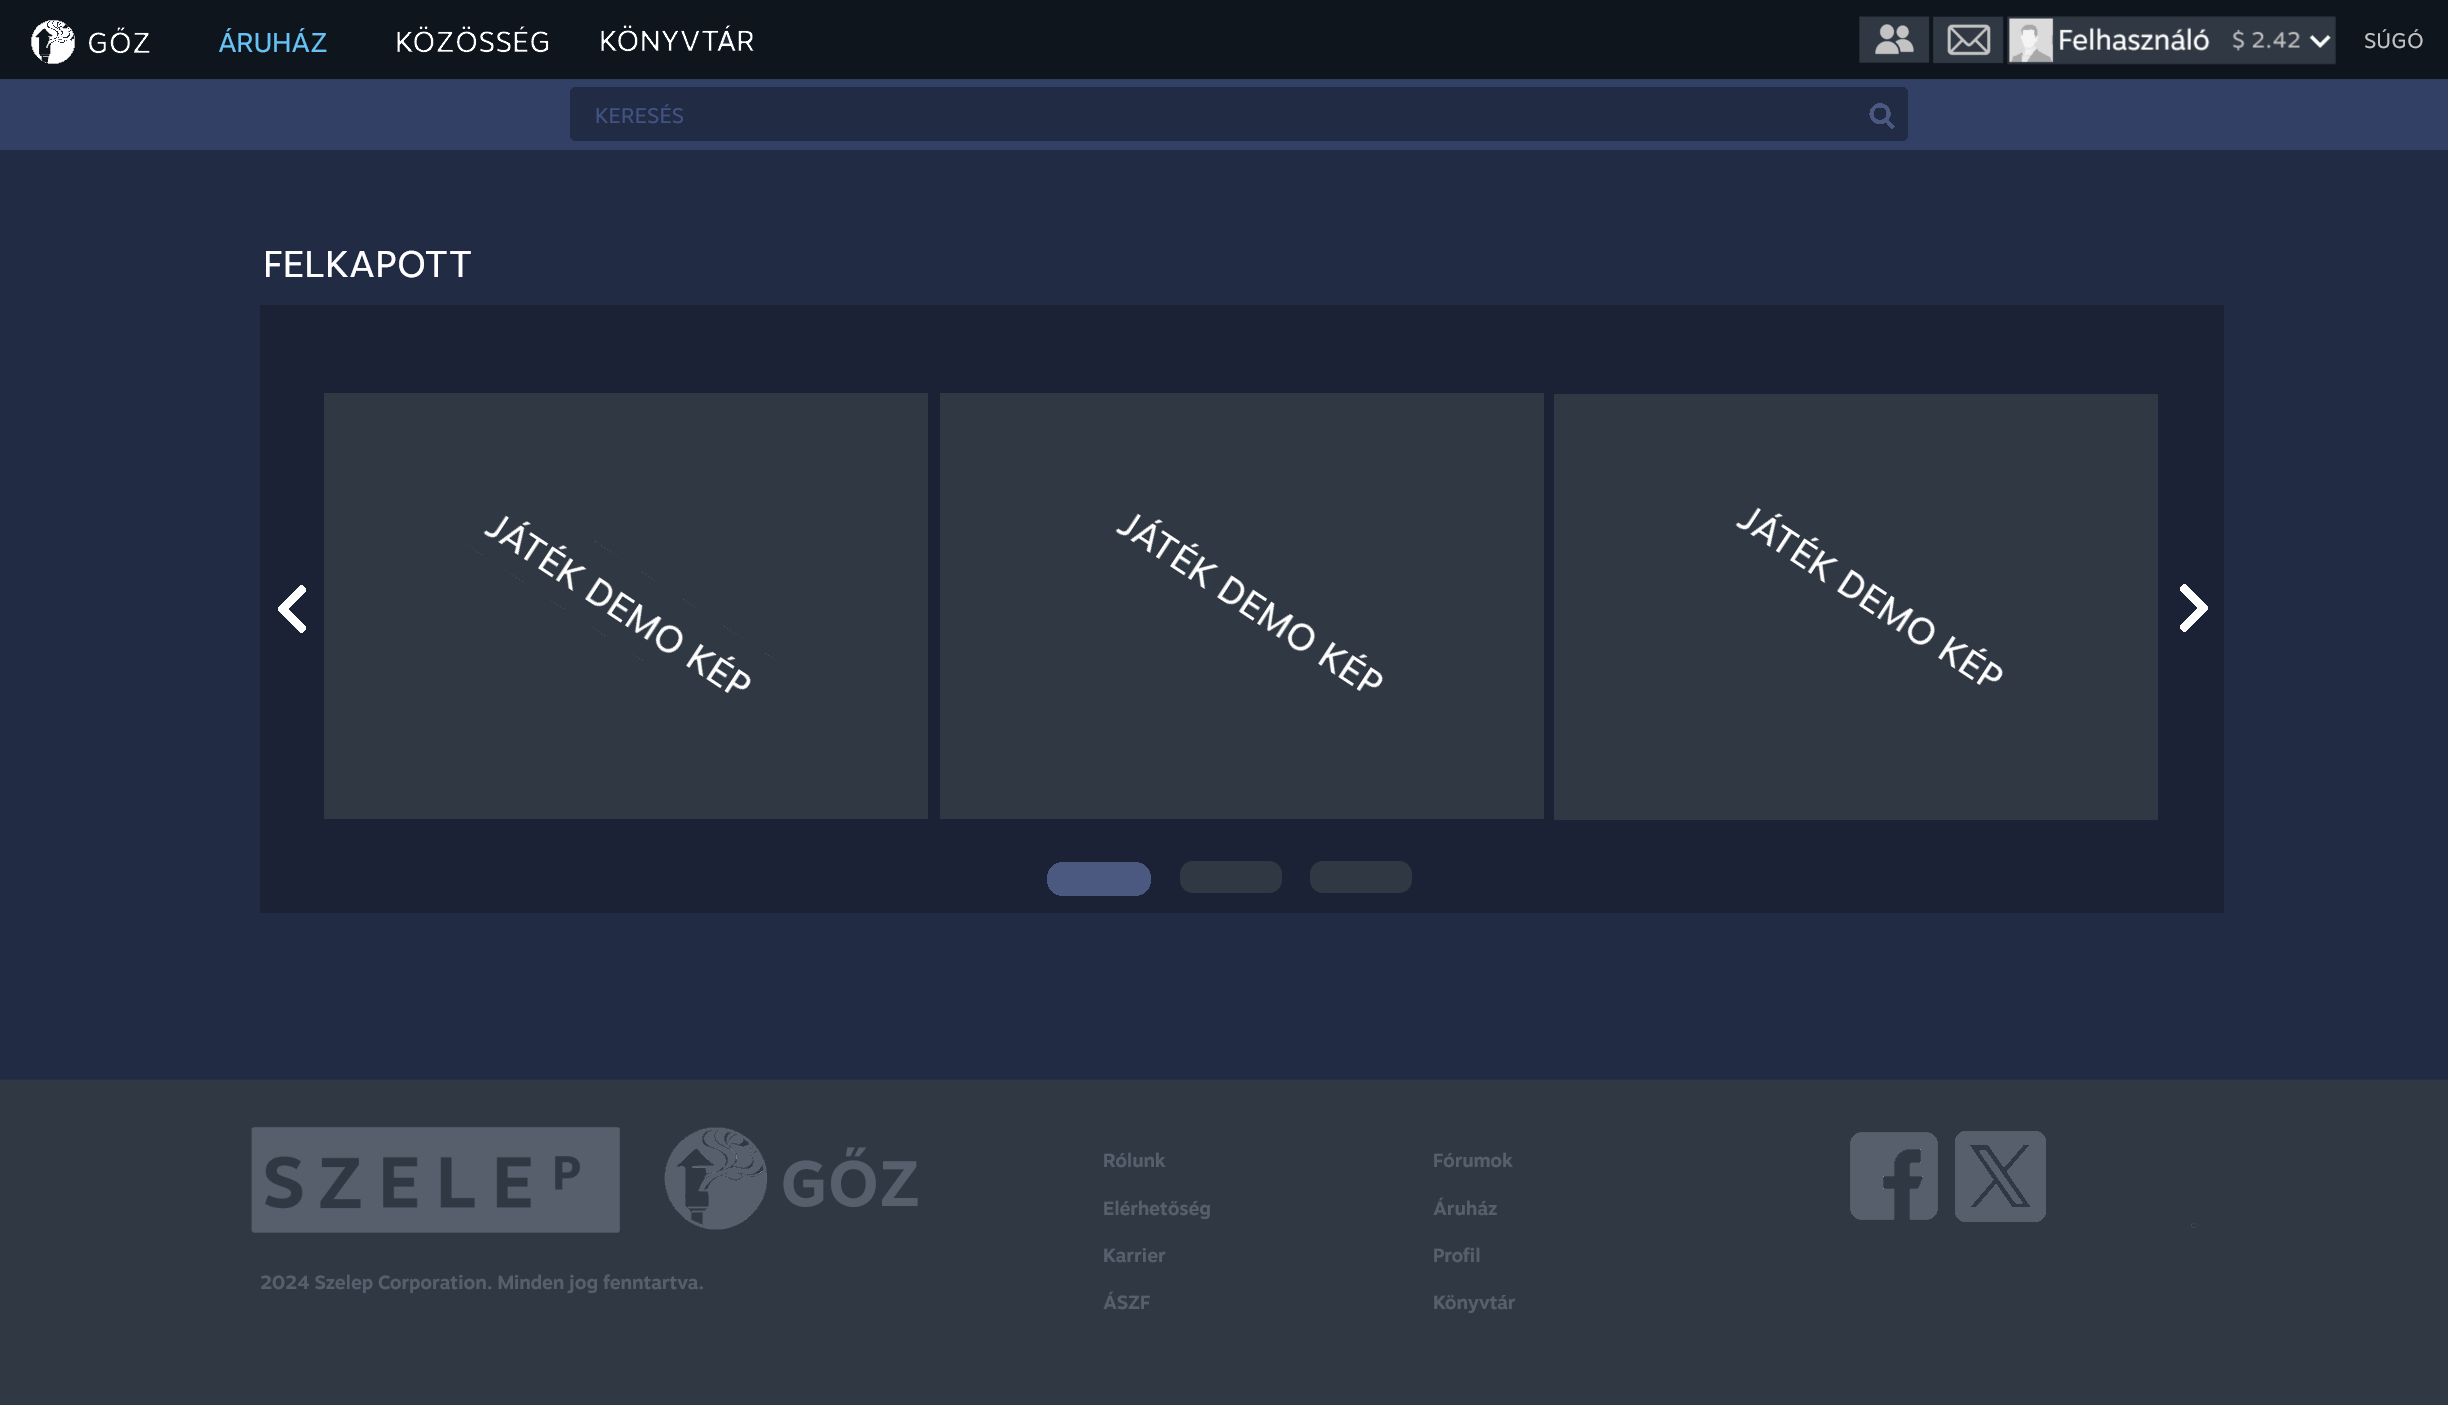 GŐZ
ÁRUHÁZ
KÖZÖSSÉG
KÖNYVTÁR
Felhasználó
$ 2.42
SÚGÓ
KERESÉS
FELKAPOTT
JÁTÉK DEMO KÉP
JÁTÉK DEMO KÉP
JÁTÉK DEMO KÉP
SZELEP
GŐZ
2024 Szelep Corporation. Minden jog fenntartva.
Rólunk
Elérhetőség
Karrier
ÁSZF
Fórumok
Áruház
Profil
Könyvtár